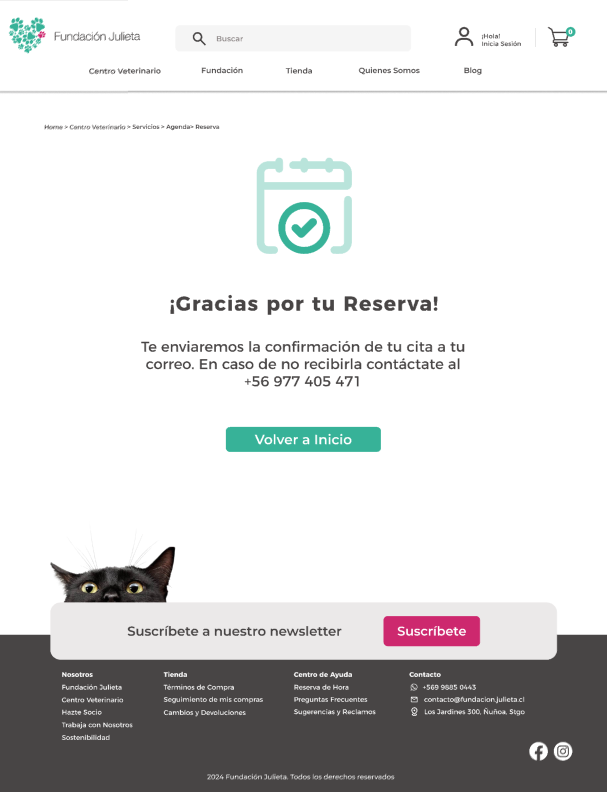 Fundación Julieta
Buscar
¡Hola!
Inicia Sesión
0
Centro Veterinario
Fundación
Tienda
Quienes Somos
Blog
Home > Centro Veterinario > Servicios > Agenda> Reserva
¡Gracias por tu Reserva!
Te enviaremos la confirmación de tu cita a tu
correo. En caso de no recibirla contáctate al
+56 977 405 471
Volver a Inicio
Suscríbete a nuestro newsletter
Suscríbete
Nosotros
Fundación Julieta
Centro Veterinario
Hazte Socio
Trabaja con Nosotros
Sostenibilidad
Tienda
Términos de Compra
Seguimiento de mis compras
Cambios y Devoluciones
Centro de Ayuda
Reserva de Hora
Preguntas Frecuentes
Sugerencias y Reclamos
Contacto
+569 9885 0443
contacto@fundacion.julieta.cl
Los Jardines 300, Ñuñoa, Stgo
2024 Fundación Julieta. Todos los derechos reservados